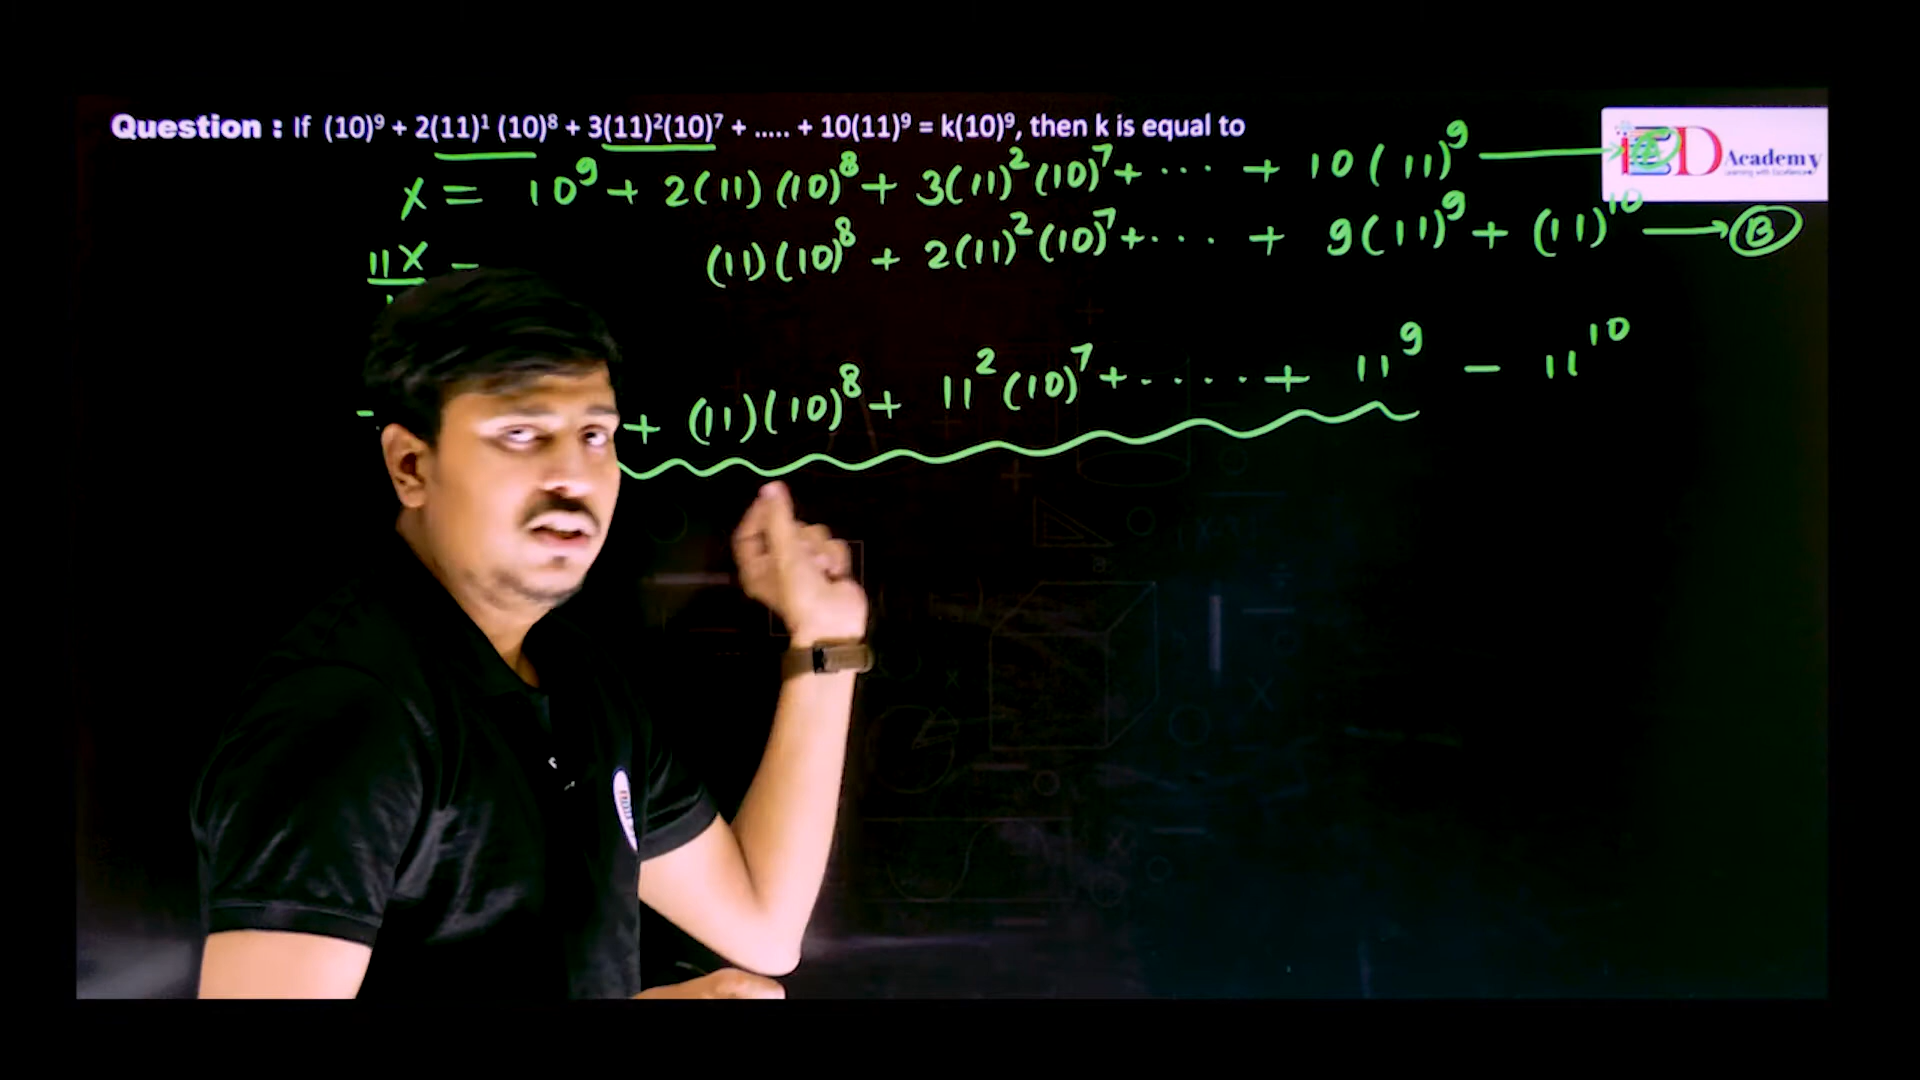 Question : If (10)⁹ + 2(11)¹ (10)⁸ + 3(11)²(10)⁷ + ..... + 10(11)⁹ = k(10)⁹, then k is equal to
Academy
x = 10⁹ + 2(11)(10)⁸ + 3(11)²(10)⁷ + ... + 10(11)⁹
11x = (11)(10)⁸ + 2(11)²(10)⁷ + ... + 9(11)⁹ + (11)¹⁰ → B
- + (11)(10)⁸ + 11²(10)⁷ + ..... + 11⁹ - 11¹⁰